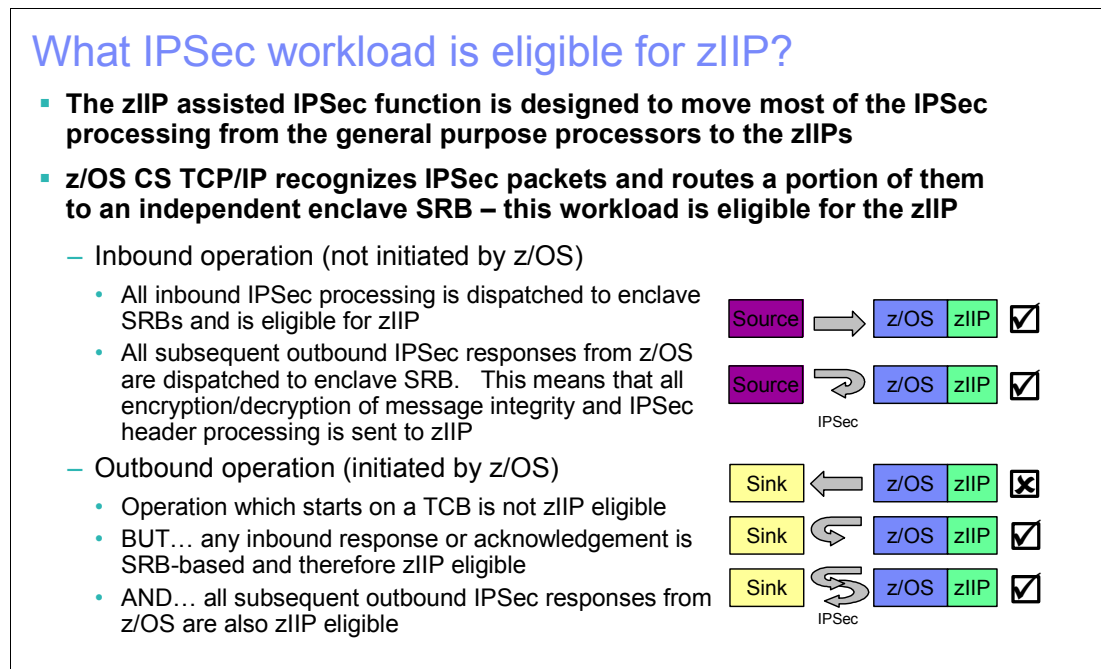 What IPSec workload is eligible for zIIP?
▪ The zIIP assisted IPSec function is designed to move most of the IPSec
processing from the general purpose processors to the zIIPs
▪ z/OS CS TCP/IP recognizes IPSec packets and routes a portion of them
to an independent enclave SRB – this workload is eligible for the zIIP
– Inbound operation (not initiated by z/OS)
• All inbound IPSec processing is dispatched to enclave
SRBs and is eligible for zIIP
• All subsequent outbound IPSec responses from z/OS
are dispatched to enclave SRB. This means that all
encryption/decryption of message integrity and IPSec
header processing is sent to zIIP
Source z/OS zIIP
Source z/OS zIIP
IPSec
– Outbound operation (initiated by z/OS)
• Operation which starts on a TCB is not zIIP eligible
• BUT… any inbound response or acknowledgement is
SRB-based and therefore zIIP eligible
• AND… all subsequent outbound IPSec responses from
z/OS are also zIIP eligible
Sink z/OS zIIP
Sink z/OS zIIP
Sink z/OS zIIP
IPSec